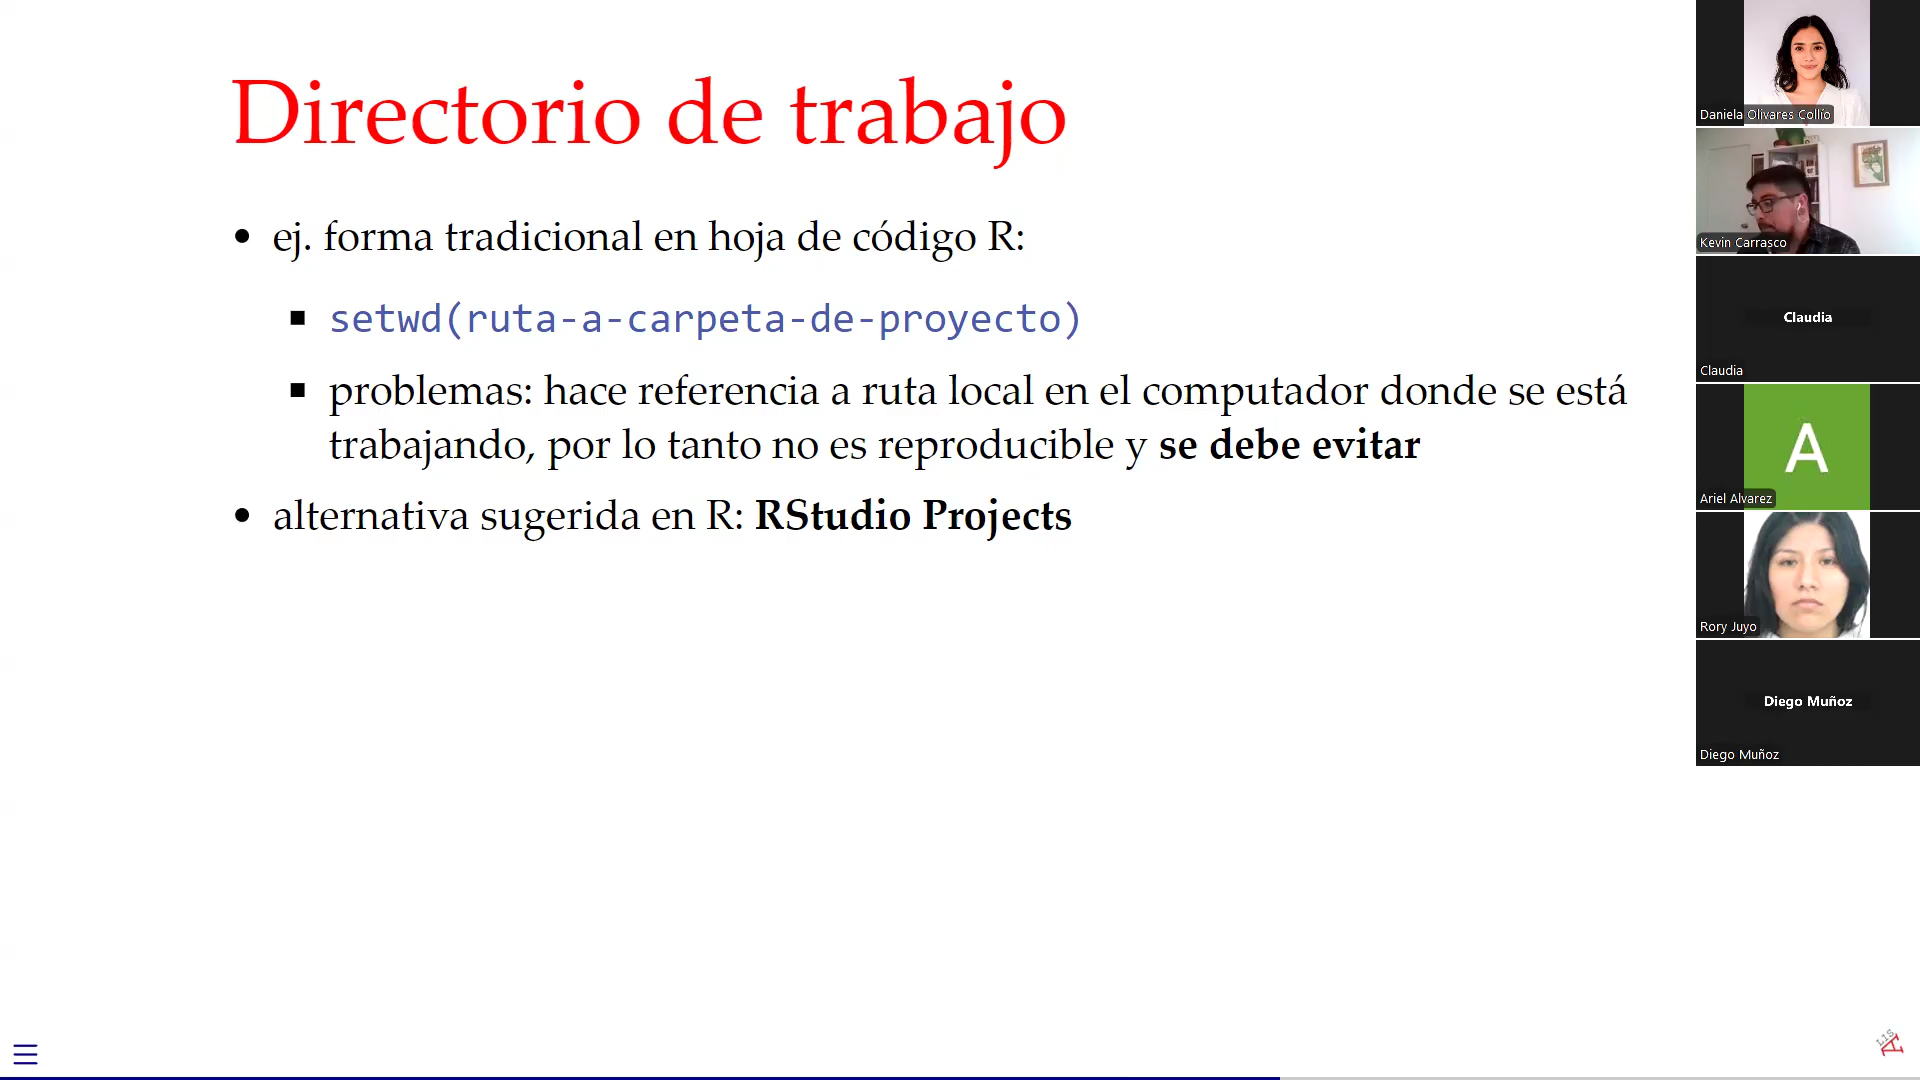 Directorio de trabajo
ej. forma tradicional en hoja de código R:
setwd(ruta-a-carpeta-de-proyecto)
problemas: hace referencia a ruta local en el computador donde se está
trabajando, por lo tanto no es reproducible y se debe evitar
alternativa sugerida en R: RStudio Projects
Daniela Olivares Collío
Kevin Carrasco
Claudia
Claudia
A
Ariel Alvarez
Rory Juyo
Diego Muñoz
Diego Muñoz